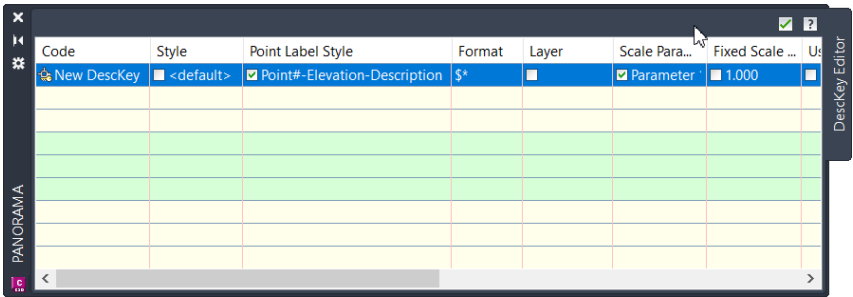 Code Style Point Label Style Format Layer Scale Para... Fixed Scale ... Us
New DescKey <default> Point#-Elevation-Description $* Parameter 1.000
PANORAMA
DescKey Editor